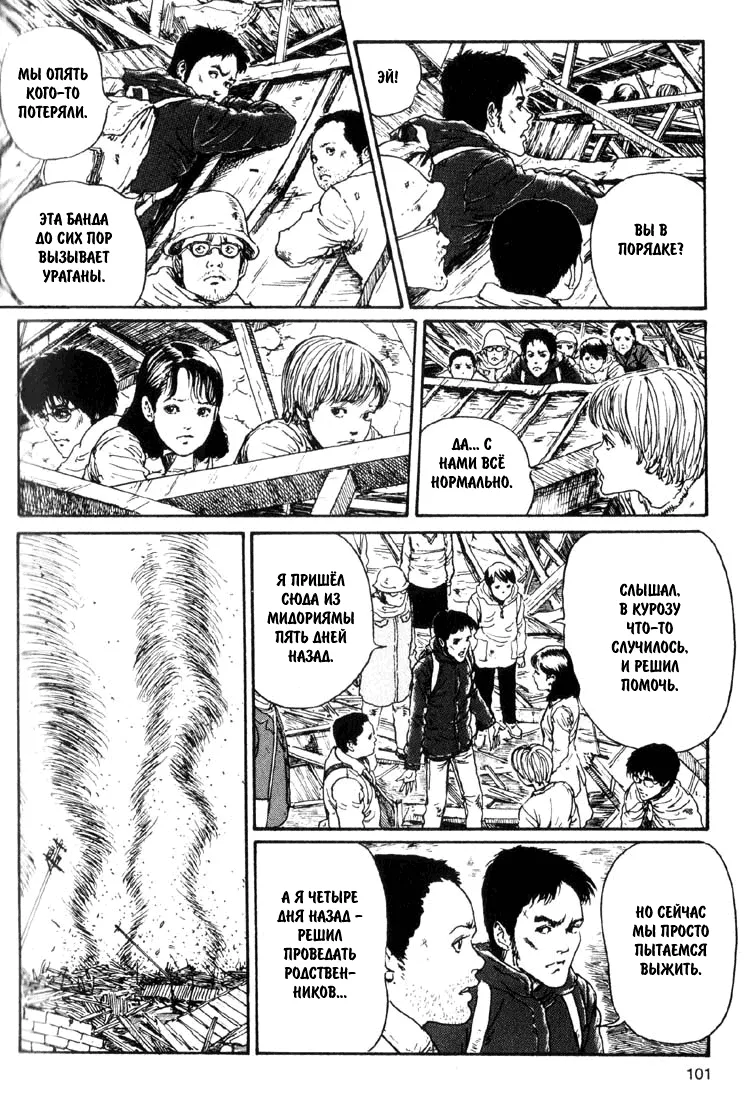 МЫ ОПЯТЬ
КОГО-ТО
ПОТЕРЯЛИ.
ЭТА БАНДА
ДО СИХ ПОР
ВЫЗЫВАЕТ
УРАГАНЫ.
ЭЙ!
ВЫ В
ПОРЯДКЕ?
ДА... С
НАМИ ВСЁ
НОРМАЛЬНО.
Я ПРИШЁЛ
СЮДА ИЗ
МИДОРИЯМЫ
ПЯТЬ ДНЕЙ
НАЗАД.
СЛЫШАЛ,
В КУРОЗУ
ЧТО-ТО
СЛУЧИЛОСЬ,
И РЕШИЛ
ПОМОЧЬ.
А Я ЧЕТЫРЕ
ДНЯ НАЗАД -
РЕШИЛ
ПРОВЕДАТЬ
РОДСТВЕН-
НИКОВ...
НО СЕЙЧАС
МЫ ПРОСТО
ПЫТАЕМСЯ
ВЫЖИТЬ.
101